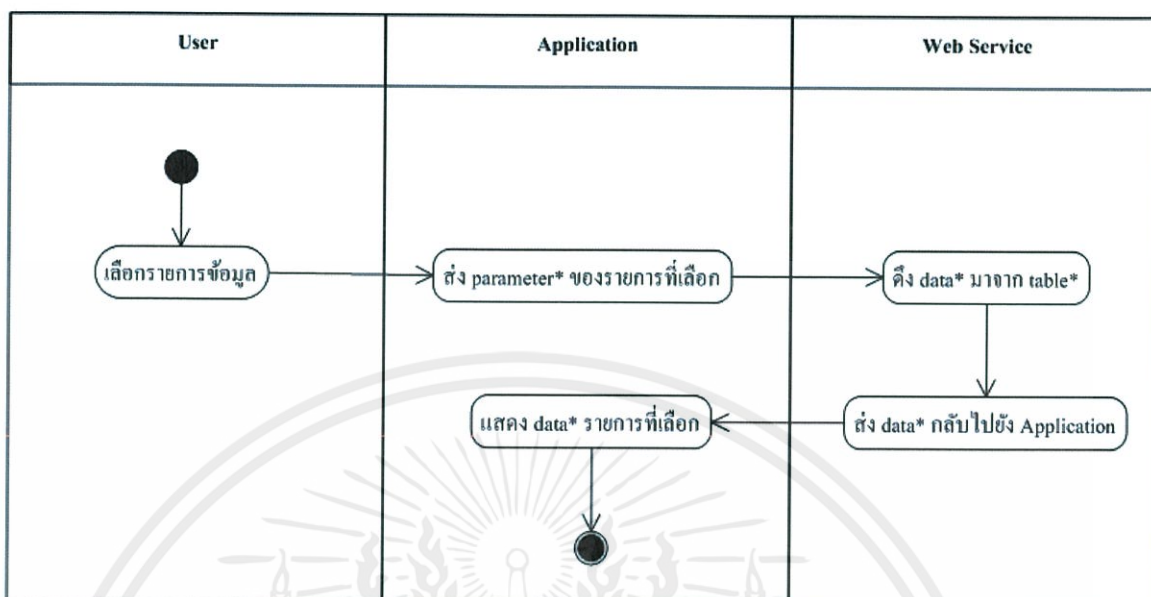 User
Application
Web Service
เลือกรายการข้อมูล
ส่ง parameter* ของรายการที่เลือก
ดึง data* มาจาก table*
ส่ง data* กลับไปยัง Application
แสดง data* รายการที่เลือก